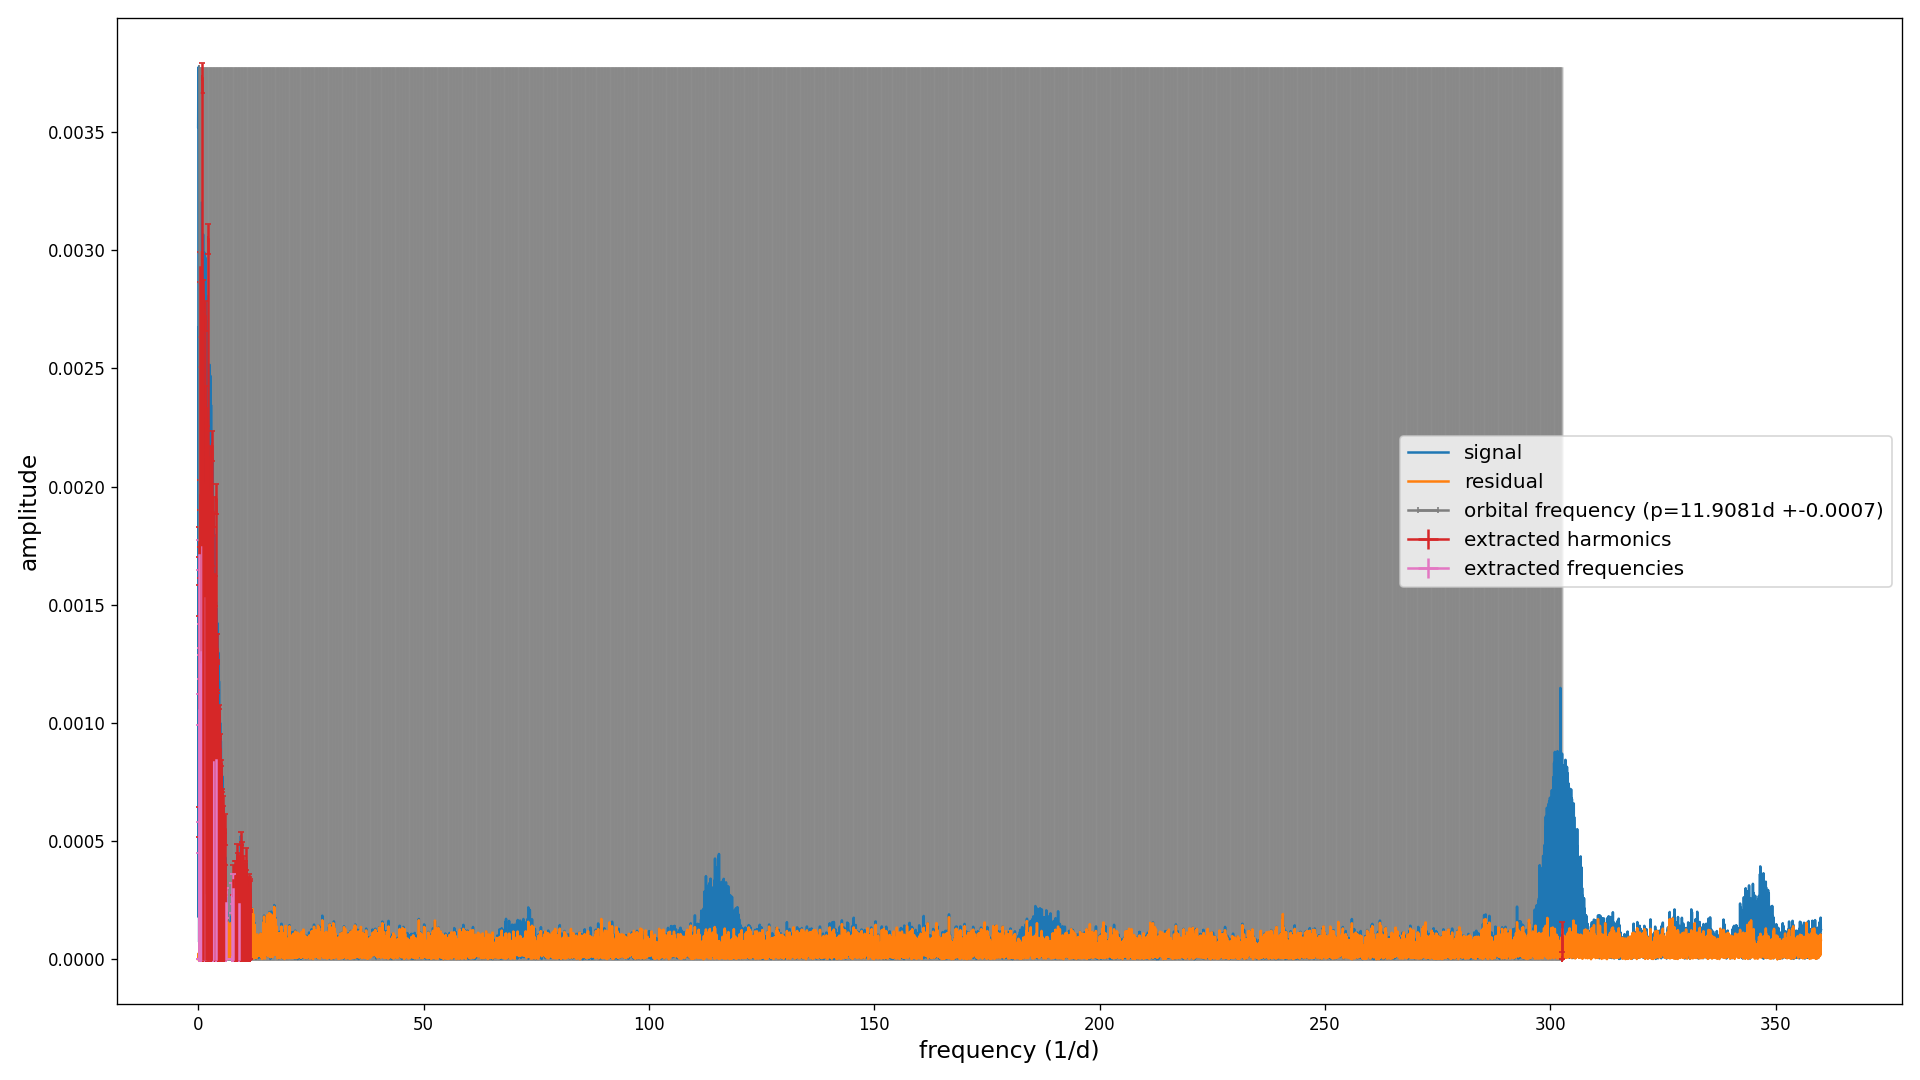 0.0035
0.0030
0.0025
0.0020
0.0015
0.0010
0.0005
0.0000
amplitude
signal
residual
orbital frequency (p=11.9081d +-0.0007)
extracted harmonics
extracted frequencies
0 50 100 150 200 250 300 350
frequency (1/d)